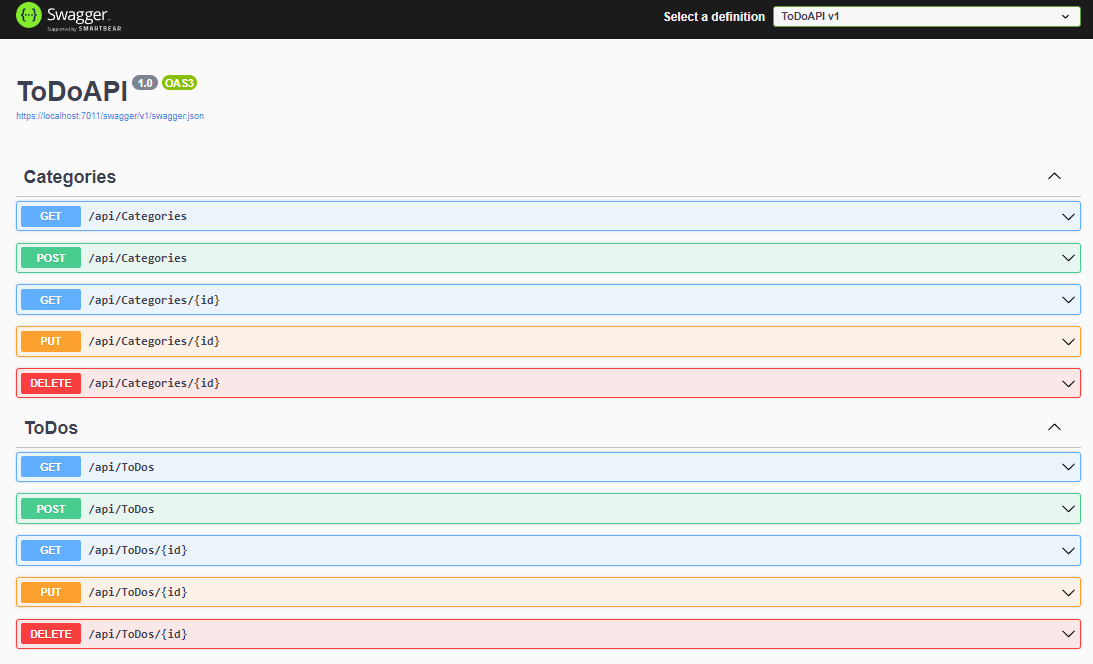 Swagger.
Supported by SMARTBEAR
Select a definition
ToDoAPI v1
ToDoAPI 1.0 OAS3
https://localhost:7011/swagger/v1/swagger.json
Categories
GET /api/Categories
POST /api/Categories
GET /api/Categories/{id}
PUT /api/Categories/{id}
DELETE /api/Categories/{id}
ToDos
GET /api/ToDos
POST /api/ToDos
GET /api/ToDos/{id}
PUT /api/ToDos/{id}
DELETE /api/ToDos/{id}